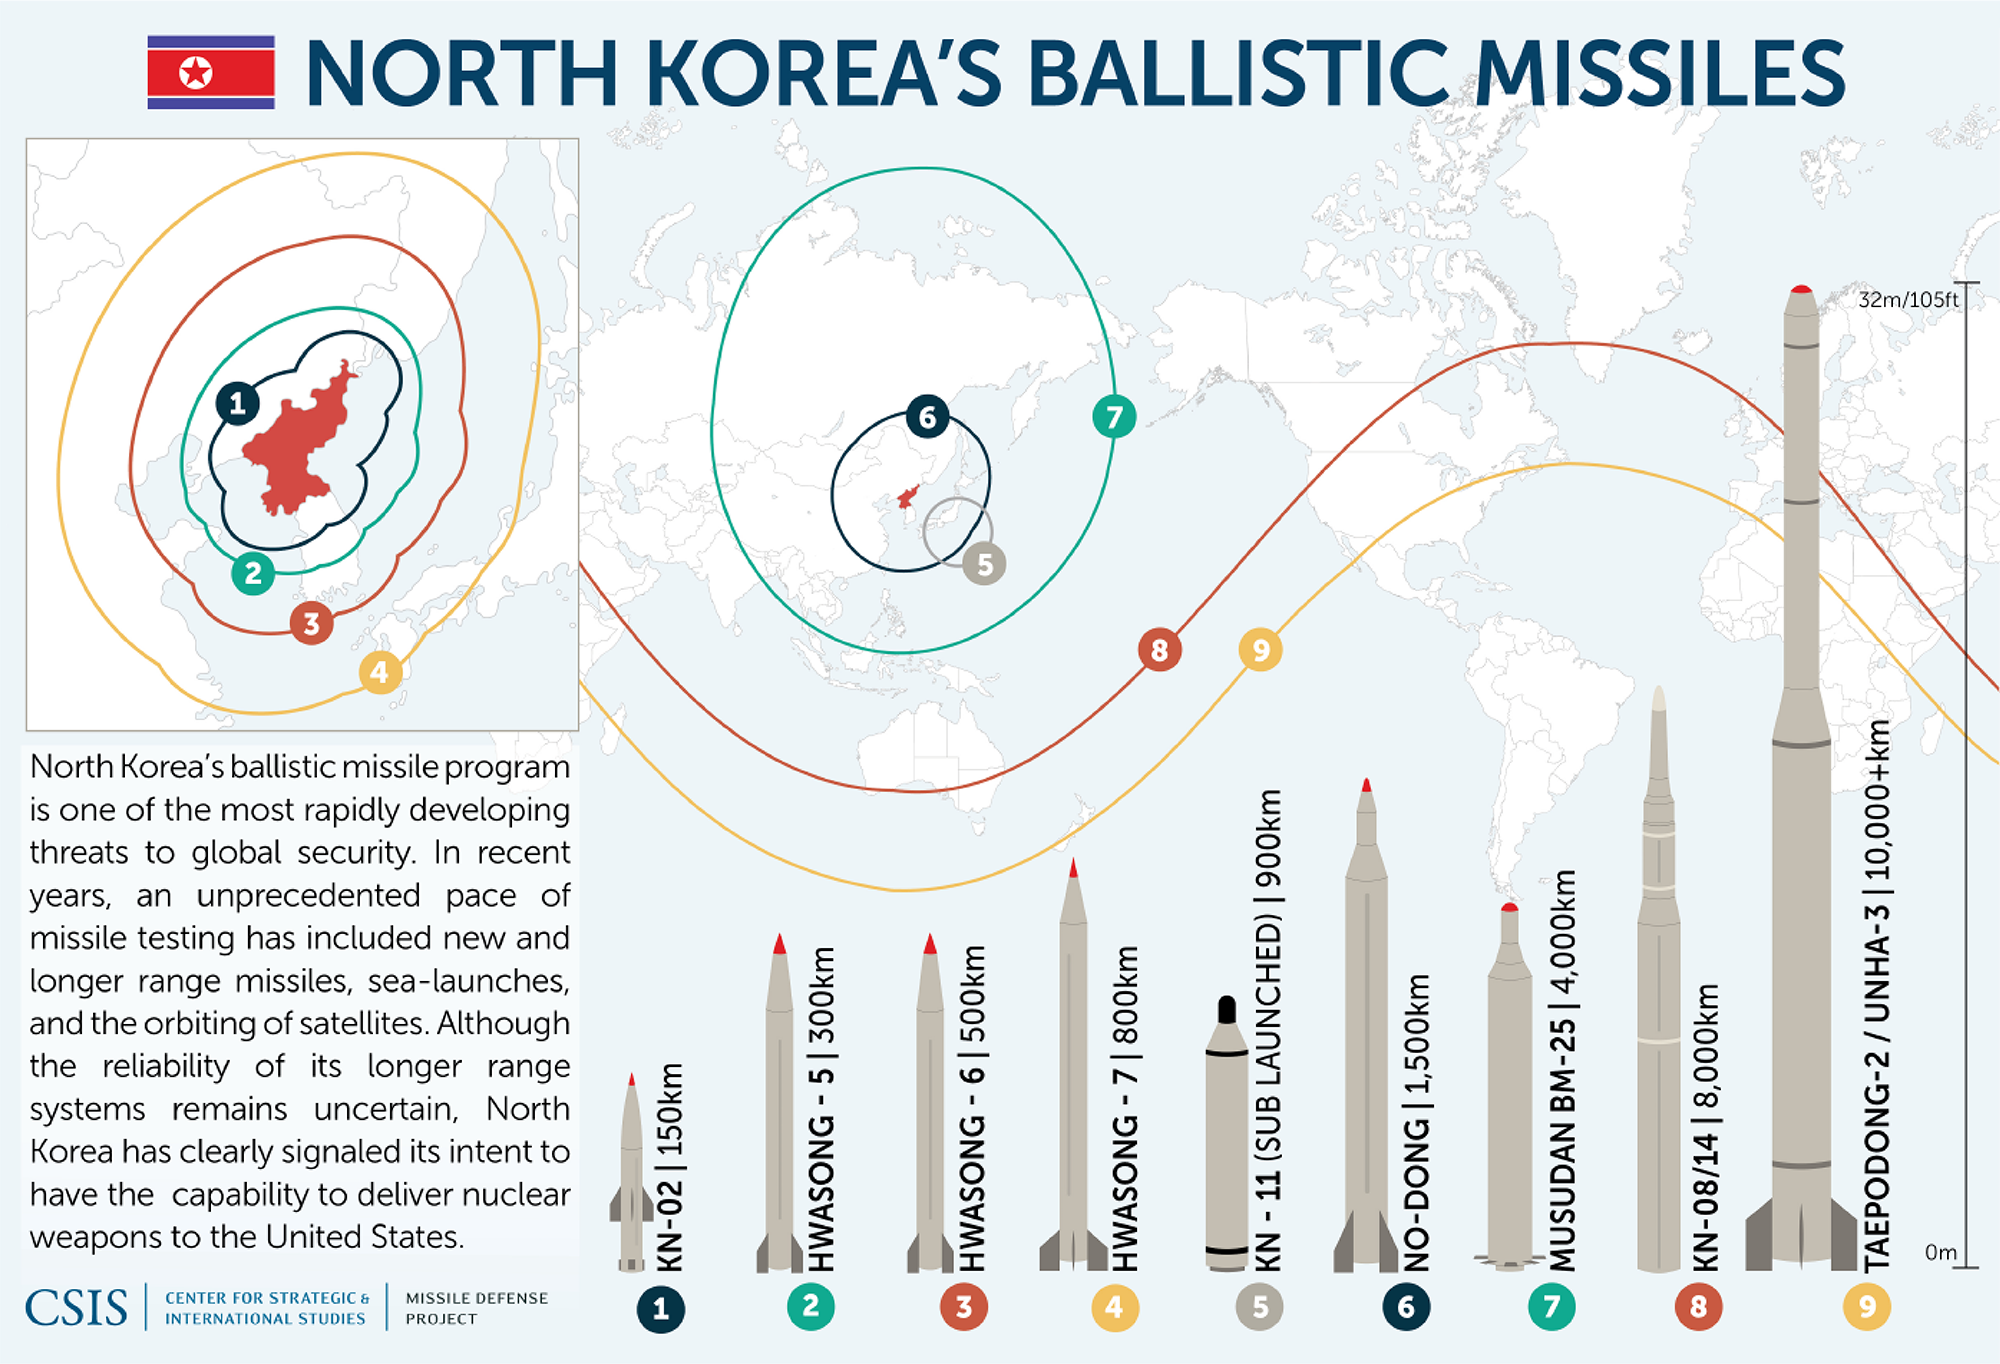 NORTH KOREA'S BALLISTIC MISSILES
1
2
3
4
6
7
5
8
9
32m/105ft
0m
North Korea's ballistic missile program
is one of the most rapidly developing
threats to global security. In recent
years, an unprecedented pace of
missile testing has included new and
longer range missiles, sea-launches,
and the orbiting of satellites. Although
the reliability of its longer range
systems remains uncertain, North
Korea has clearly signaled its intent to
have the capability to deliver nuclear
weapons to the United States.
KN-02 | 150km
HWASONG - 5 | 300km
HWASONG - 6 | 500km
HWASONG - 7 | 800km
KN - 11 (SUB LAUNCHED) | 900km
NO-DONG | 1,500km
MUSUDAN BM-25 | 4,000km
KN-08/14 | 8,000km
TAEPODONG-2 / UNHA-3 | 10,000+km
1
2
3
4
5
6
7
8
9
CSIS
CENTER FOR STRATEGIC &
INTERNATIONAL STUDIES
MISSILE DEFENSE
PROJECT